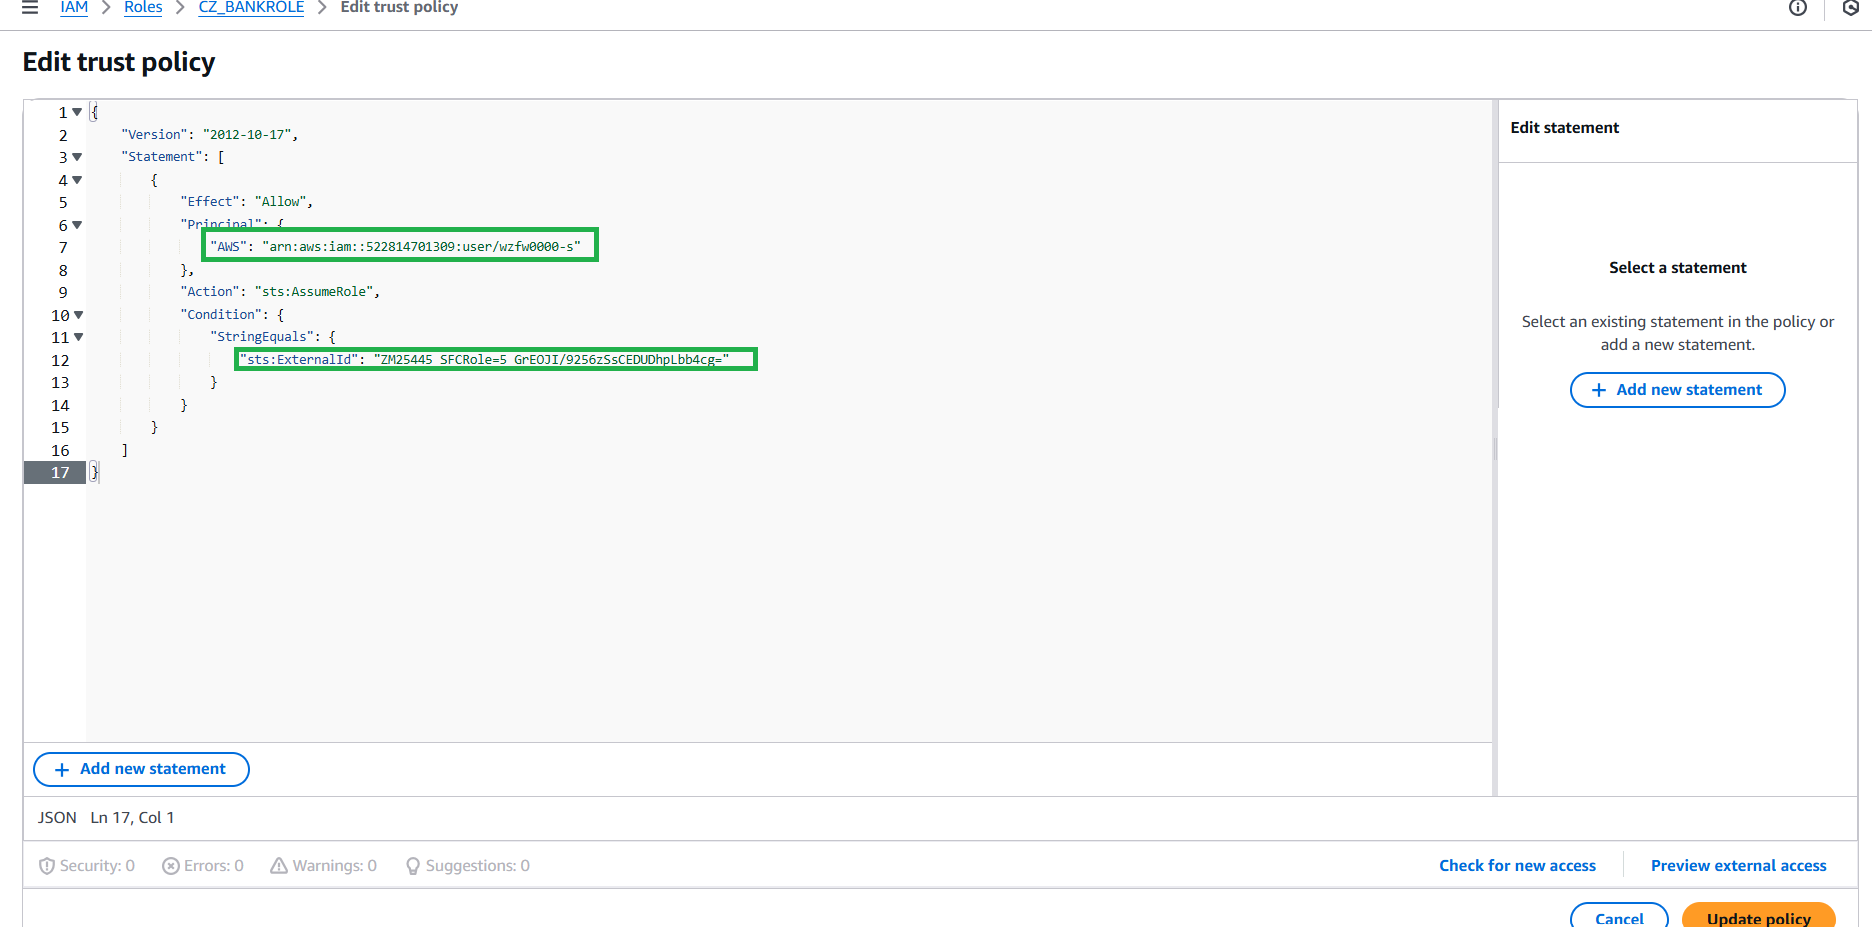 IAM > Roles > CZ_BANKROLE > Edit trust policy
Edit trust policy
1 {
2 "Version": "2012-10-17",
3 "Statement": [
4 {
5 "Effect": "Allow",
6 "Principal": {
7 "AWS": "arn:aws:iam::522814701309:user/wzfw0000-s"
8 },
9 "Action": "sts:AssumeRole",
10 "Condition": {
11 "StringEquals": {
12 "sts:ExternalId": "ZM25445_SFCRole=5_GrEOJI/9256zSsCEDUDhpLbb4cg="
13 }
14 }
15 }
16 ]
17 }
+ Add new statement
JSON Ln 17, Col 1
Security: 0 Errors: 0 Warnings: 0 Suggestions: 0
Edit statement
Select a statement
Select an existing statement in the policy or
add a new statement.
+ Add new statement
Check for new access Preview external access
Cancel Update policy